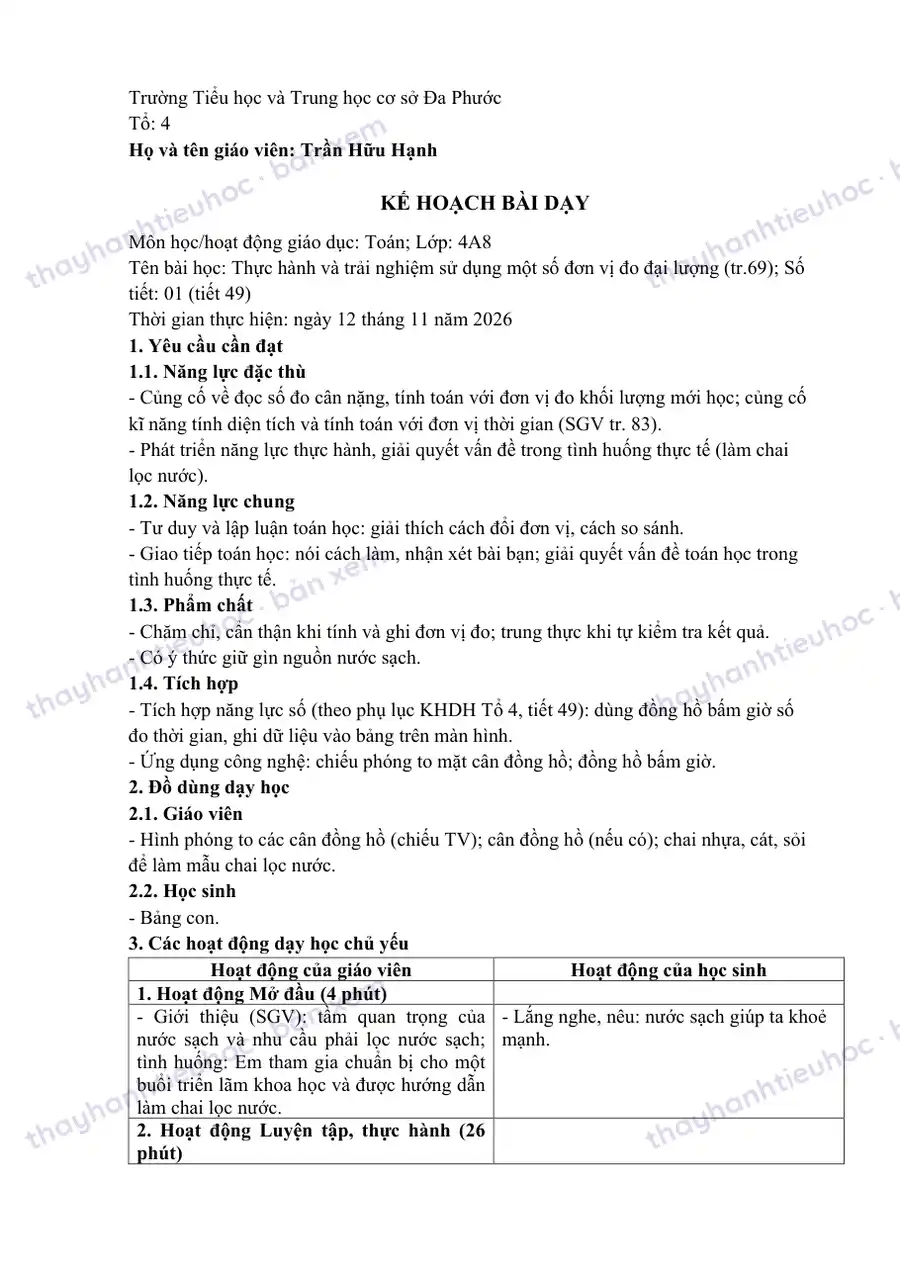 Trường Tiểu học và Trung học cơ sở Đa Phước
Tổ: 4
Họ và tên giáo viên: Trần Hữu Hạnh
KẾ HOẠCH BÀI DẠY
Môn học/hoạt động giáo dục: Toán; Lớp: 4A8
Tên bài học: Thực hành và trải nghiệm sử dụng một số đơn vị đo đại lượng (tr.69); Số
tiết: 01 (tiết 49)
Thời gian thực hiện: ngày 12 tháng 11 năm 2026
1. Yêu cầu cần đạt
1.1. Năng lực đặc thù
- Củng cố về đọc số đo cân nặng, tính toán với đơn vị đo khối lượng mới học; củng cố
kĩ năng tính diện tích và tính toán với đơn vị thời gian (SGV tr. 83).
- Phát triển năng lực thực hành, giải quyết vấn đề trong tình huống thực tế (làm chai
lọc nước).
1.2. Năng lực chung
- Tư duy và lập luận toán học: giải thích cách đổi đơn vị, cách so sánh.
- Giao tiếp toán học: nói cách làm, nhận xét bài bạn; giải quyết vấn đề toán học trong
tình huống thực tế.
1.3. Phẩm chất
- Chăm chỉ, cẩn thận khi tính và ghi đơn vị đo; trung thực khi tự kiểm tra kết quả.
- Có ý thức giữ gìn nguồn nước sạch.
1.4. Tích hợp
- Tích hợp năng lực số (theo phụ lục KHDH Tổ 4, tiết 49): dùng đồng hồ bấm giờ số
đo thời gian, ghi dữ liệu vào bảng trên màn hình.
- Ứng dụng công nghệ: chiếu phóng to mặt cân đồng hồ; đồng hồ bấm giờ.
2. Đồ dùng dạy học
2.1. Giáo viên
- Hình phóng to các cân đồng hồ (chiếu TV); cân đồng hồ (nếu có); chai nhựa, cát, sỏi
để làm mẫu chai lọc nước.
2.2. Học sinh
- Bảng con.
3. Các hoạt động dạy học chủ yếu
Hoạt động của giáo viên
Hoạt động của học sinh
1. Hoạt động Mở đầu (4 phút)
- Giới thiệu (SGV): tầm quan trọng của
nước sạch và nhu cầu phải lọc nước sạch;
tình huống: Em tham gia chuẩn bị cho một
buổi triển lãm khoa học và được hướng dẫn
làm chai lọc nước.
- Lắng nghe, nêu: nước sạch giúp ta khoẻ
mạnh.
2. Hoạt động Luyện tập, thực hành (26
phút)
thayhanhtieuhoc · bản xem
thayhanhtieuhoc · b
thayhanhtieuhoc · bản xem
thayhanhtieuhoc · b
thayhanhtieuhoc · bản xem
thayhanhtieuhoc · b